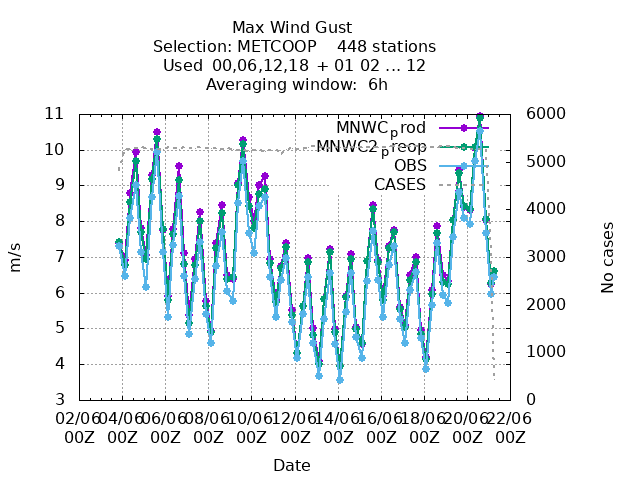 Max Wind Gust
Selection: METCOOP 448 stations
Used 00,06,12,18 + 01 02 ... 12
Averaging window: 6h
MNWC_prod
MNWC2_preop
OBS
CASES
11
10
9
8
7
6
5
4
3
m/s
6000
5000
4000
3000
2000
1000
0
No cases
02/06 04/06 06/06 08/06 10/06 12/06 14/06 16/06 18/06 20/06 22/06
00Z 00Z 00Z 00Z 00Z 00Z 00Z 00Z 00Z 00Z 00Z
Date